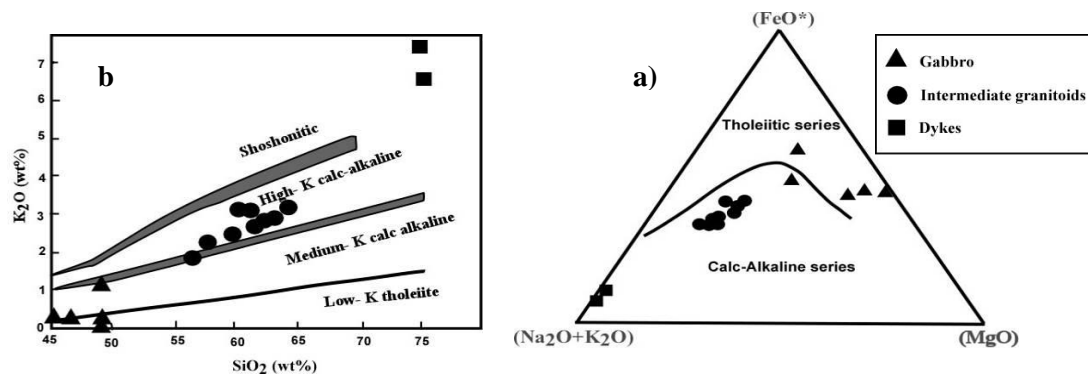 b
7
6
5
4
3
2
1
0
K2O (wt%)
Shoshonitic
High- K calc-alkaline
Medium- K calc alkaline
Low- K tholeiite
45 50 55 60 65 70 75
SiO2 (wt%)
a)
(FeO*)
Tholeiitic series
Calc-Alkaline series
(Na2O+K2O)
(MgO)
Gabbro
Intermediate granitoids
Dykes